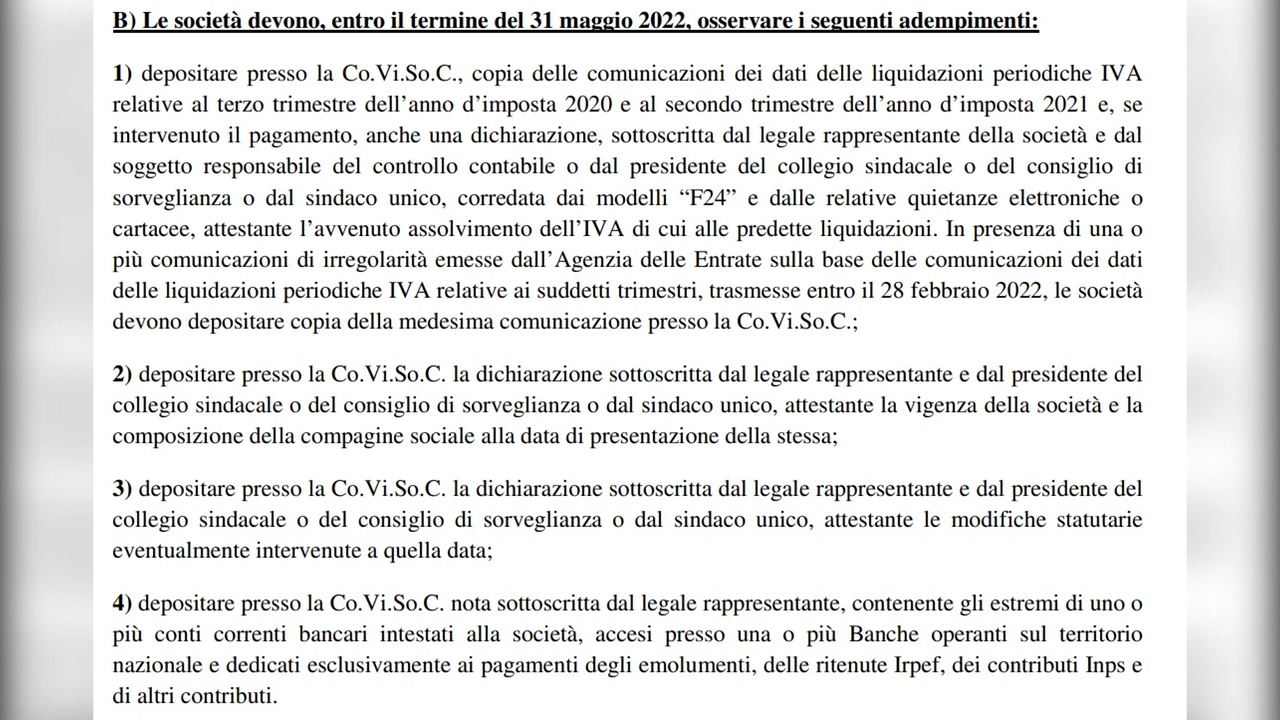 B) Le società devono, entro il termine del 31 maggio 2022, osservare i seguenti adempimenti:
1) depositare presso la Co.Vi.So.C., copia delle comunicazioni dei dati delle liquidazioni periodiche IVA
relative al terzo trimestre dell’anno d’imposta 2020 e al secondo trimestre dell’anno d’imposta 2021 e, se
intervenuto il pagamento, anche una dichiarazione, sottoscritta dal legale rappresentante della società e dal
soggetto responsabile del controllo contabile o dal presidente del collegio sindacale o del consiglio di
sorveglianza o dal sindaco unico, corredata dai modelli “F24” e dalle relative quietanze elettroniche o
cartacee, attestante l’avvenuto assolvimento dell’IVA di cui alle predette liquidazioni. In presenza di una o
più comunicazioni di irregolarità emesse dall’Agenzia delle Entrate sulla base delle comunicazioni dei dati
delle liquidazioni periodiche IVA relative ai suddetti trimestri, trasmesse entro il 28 febbraio 2022, le società
devono depositare copia della medesima comunicazione presso la Co.Vi.So.C.;
2) depositare presso la Co.Vi.So.C. la dichiarazione sottoscritta dal legale rappresentante e dal presidente del
collegio sindacale o del consiglio di sorveglianza o dal sindaco unico, attestante la vigenza della società e la
composizione della compagine sociale alla data di presentazione della stessa;
3) depositare presso la Co.Vi.So.C. la dichiarazione sottoscritta dal legale rappresentante e dal presidente del
collegio sindacale o del consiglio di sorveglianza o dal sindaco unico, attestante le modifiche statutarie
eventualmente intervenute a quella data;
4) depositare presso la Co.Vi.So.C. nota sottoscritta dal legale rappresentante, contenente gli estremi di uno o
più conti correnti bancari intestati alla società, accesi presso una o più Banche operanti sul territorio
nazionale e dedicati esclusivamente ai pagamenti degli emolumenti, delle ritenute Irpef, dei contributi Inps e
di altri contributi.